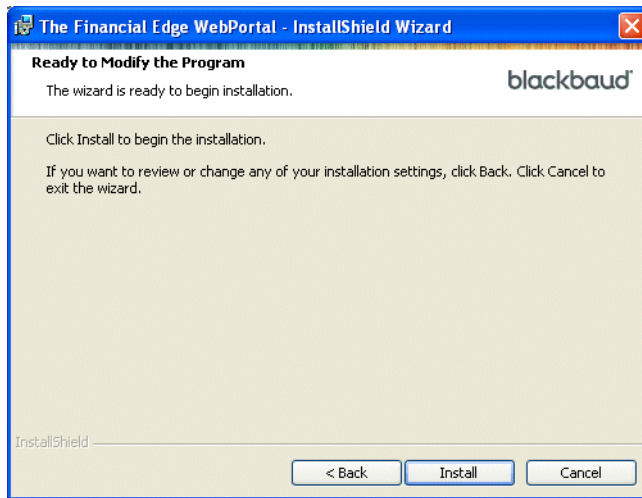 The Financial Edge WebPortal - InstallShield Wizard
Ready to Modify the Program
The wizard is ready to begin installation.
blackbaud
Click Install to begin the installation.
If you want to review or change any of your installation settings, click Back. Click Cancel to
exit the wizard.
InstallShield
< Back Install Cancel